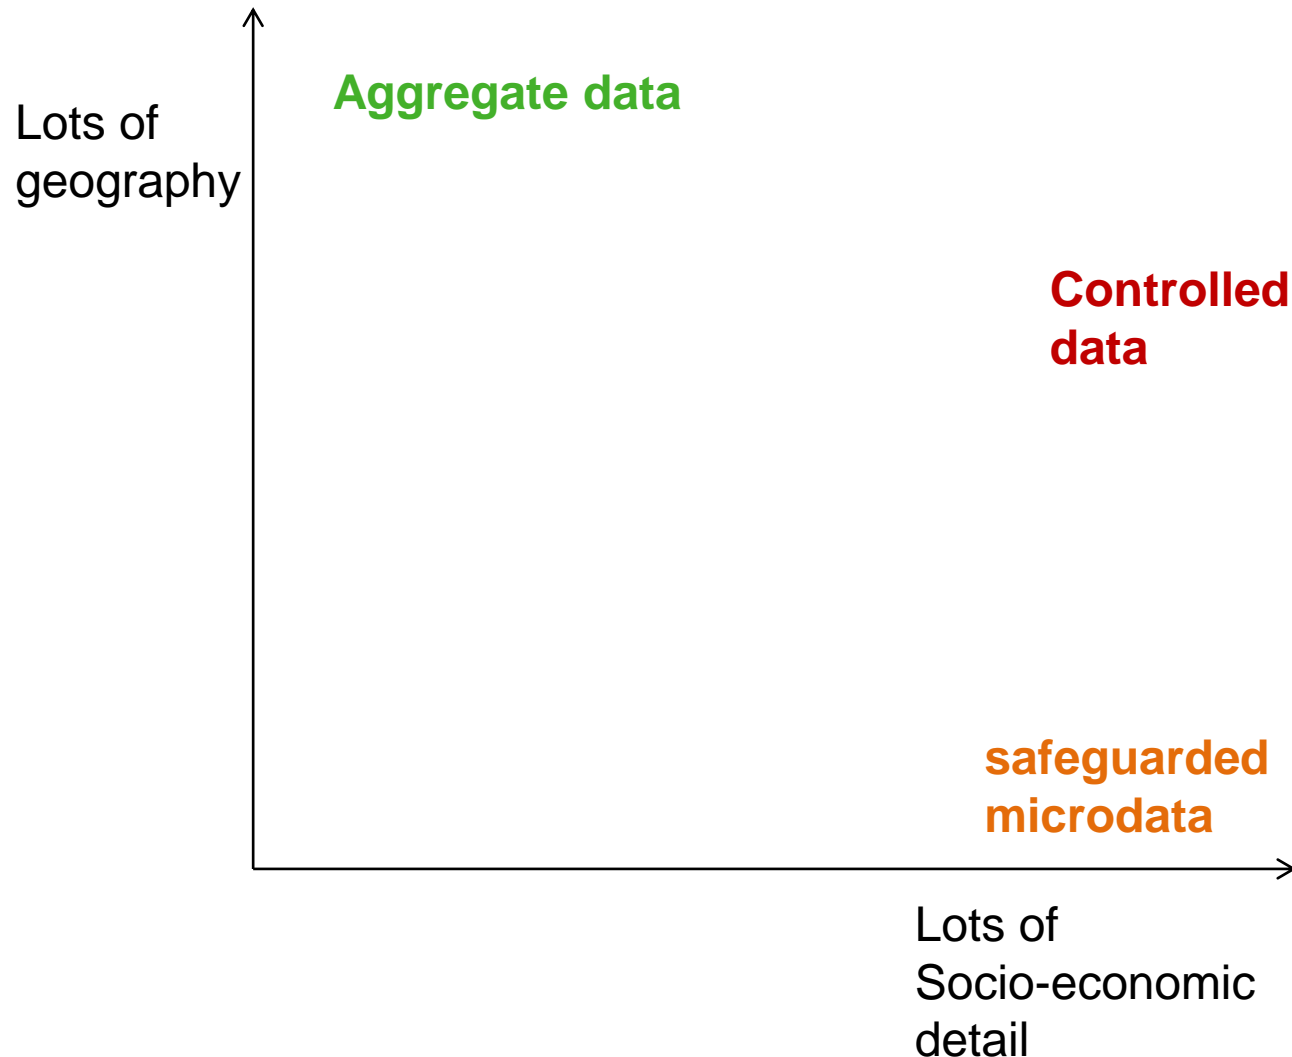 Aggregate data
Lots of
geography
Controlled
data
safeguarded
microdata
Lots of
Socio-economic
detail